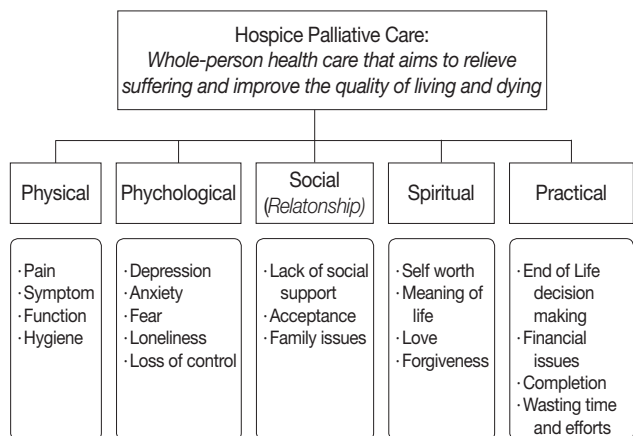 Hospice Palliative Care:
Whole-person health care that aims to relieve
suffering and improve the quality of living and dying
Physical
Phychological
Social
(Relatonship)
Spiritual
Practical
· Pain
· Symptom
· Function
· Hygiene
· Depression
· Anxiety
· Fear
· Loneliness
· Loss of control
· Lack of social
support
· Acceptance
· Family issues
· Self worth
· Meaning of
life
· Love
· Forgiveness
· End of Life
decision
making
· Financial
issues
· Completion
· Wasting time
and efforts